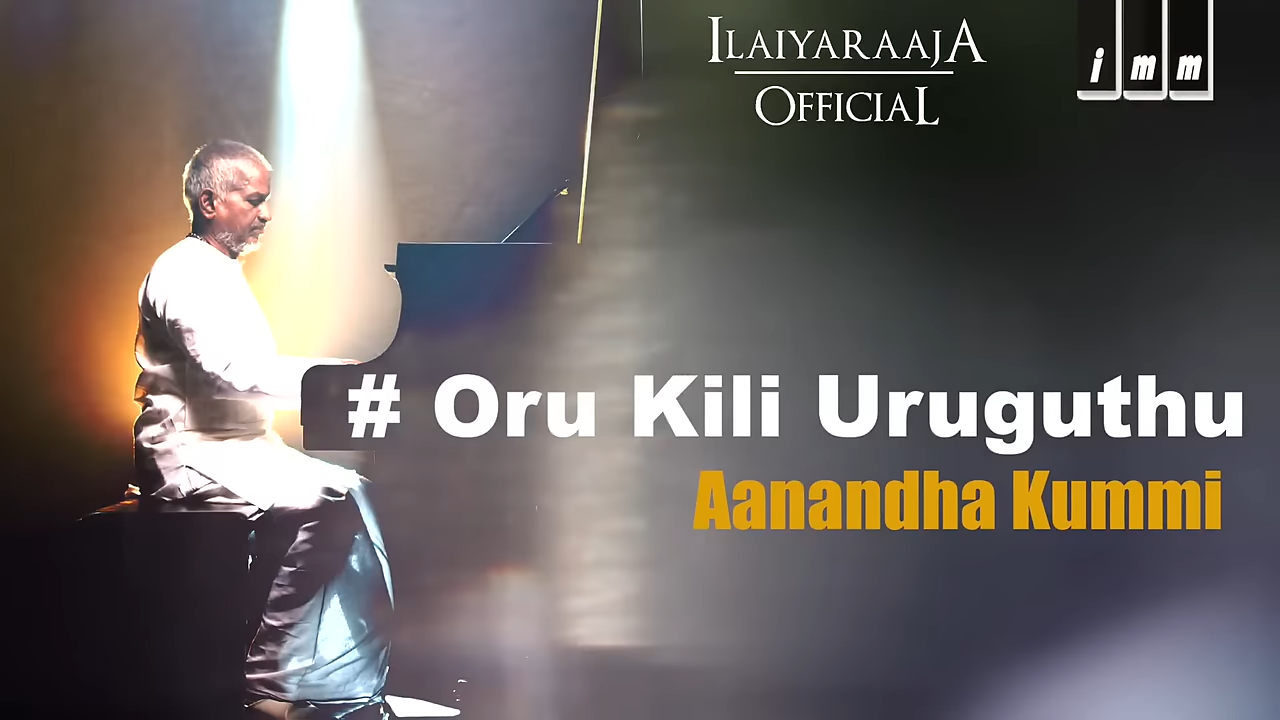 ILAIYARAAJA
OFFICIAL
imm
# Oru Kili Uruguthu
Aanandha Kummi